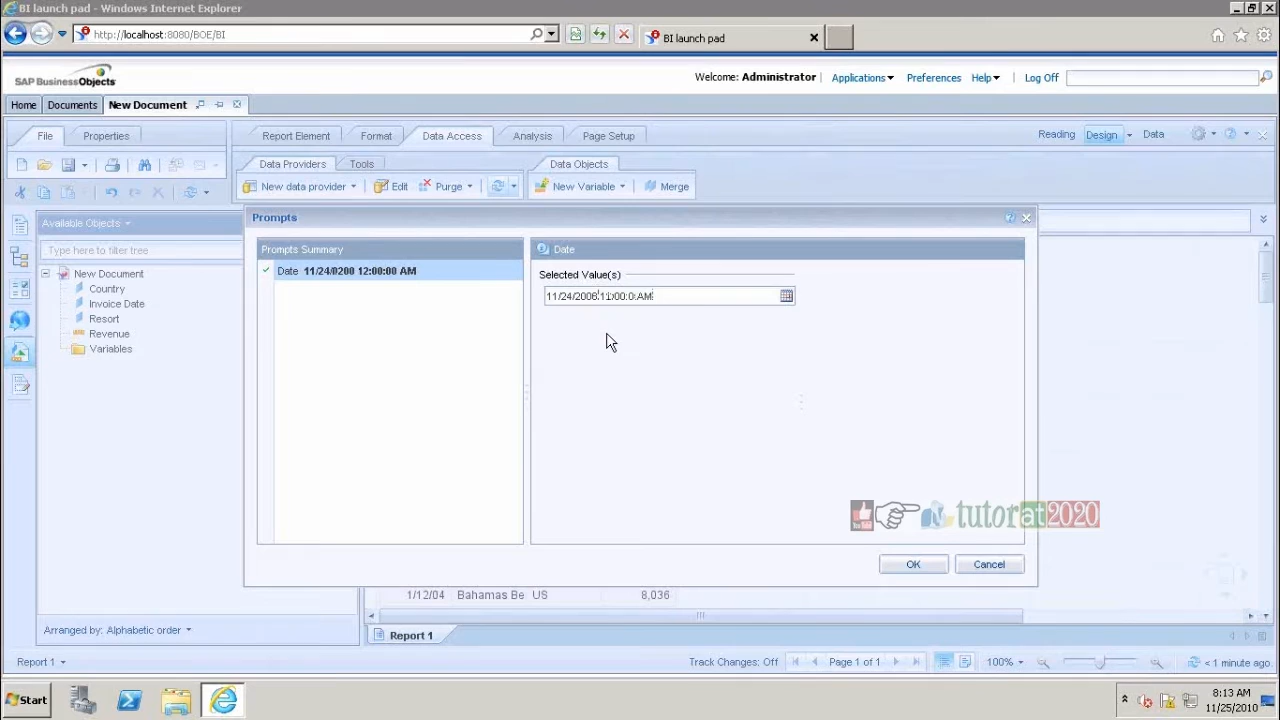 BI launch pad - Windows Internet Explorer
http://localhost:8080/BOE/BI
BI launch pad
SAP BusinessObjects
Welcome: Administrator
Applications
Preferences
Help
Log Off
Home
Documents
New Document
File
Properties
Report Element
Format
Data Access
Analysis
Page Setup
Reading
Design
Data
Data Providers
Tools
Data Objects
New data provider
Edit
Purge
New Variable
Merge
Available Objects
Type here to filter tree
New Document
Country
Invoice Date
Resort
Revenue
Variables
Prompts
Prompts Summary
Date 11/24/0200 12:00:00 AM
Date
Selected Value(s)
11/24/2006
OK
Cancel
tutorat2020
1/12/04 Bahamas Be US 8,036
Arranged by: Alphabetic order
Report 1
Report 1
Track Changes: Off
Page 1 of 1
100%
< 1 minute ago
Start
8:13 AM
11/25/2010